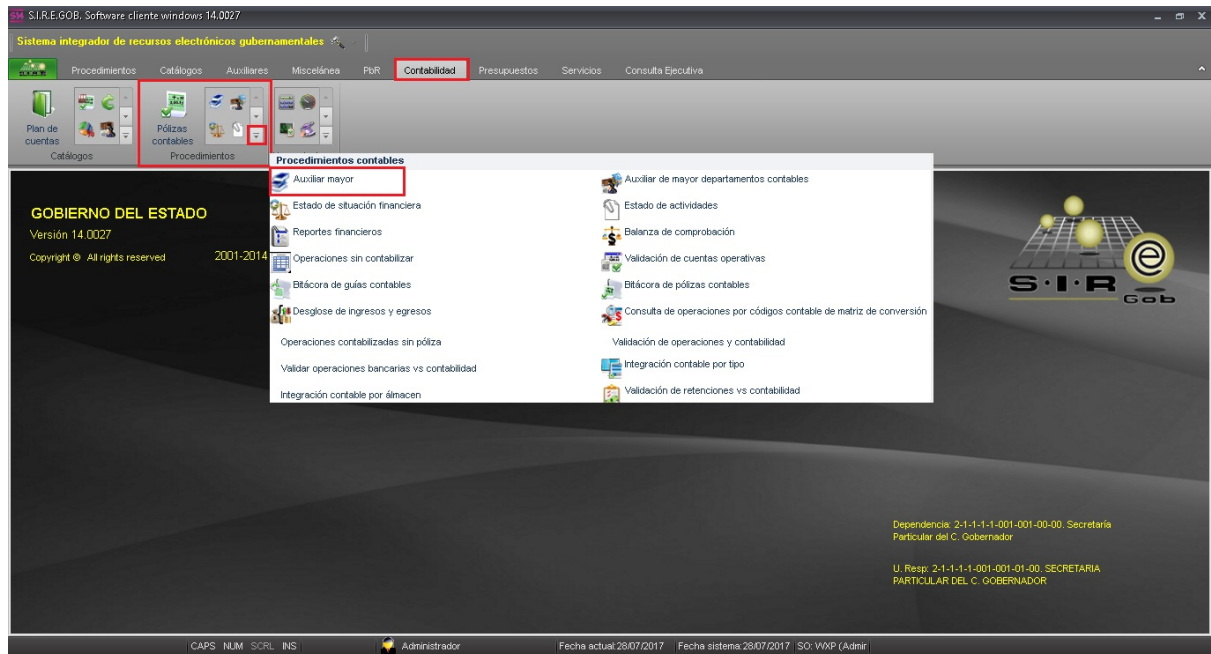 S.I.R.E.GOB. Software cliente windows 14.0027
Sistema integrador de recursos electrónicos gubernamentales
Procedimientos Catálogos Auxiliares Miscelánea PbR Contabilidad Presupuestos Servicios Consulta Ejecutiva
Plan de cuentas
Pólizas contables
Catálogos
Procedimientos
Procedimientos contables
Auxiliar mayor
Auxiliar de mayor departamentos contables
Estado de situación financiera
Estado de actividades
Reportes financieros
Balanza de comprobación
Operaciones sin contabilizar
Validación de cuentas operativas
Bitácora de guías contables
Bitácora de pólizas contables
Desglose de ingresos y egresos
Consulta de operaciones por códigos contable de matriz de conversión
Operaciones contabilizadas sin póliza
Validación de operaciones y contabilidad
Validar operaciones bancarias vs contabilidad
Integración contable por tipo
Integración contable por álmacen
Validación de retenciones vs contabilidad
GOBIERNO DEL ESTADO
Versión 14.0027
Copyright © All rights reserved 2001-2014
S·I·R e
Gob
Dependencia: 2-1-1-1-1-001-001-00-00. Secretaría
Particular del C. Gobernador
U. Resp: 2-1-1-1-1-001-001-01-00. SECRETARIA
PARTICULAR DEL C. GOBERNADOR
CAPS NUM SCRL INS Administrador Fecha actual:28/07/2017 Fecha sistema:28/07/2017 SO: WXP (Admir